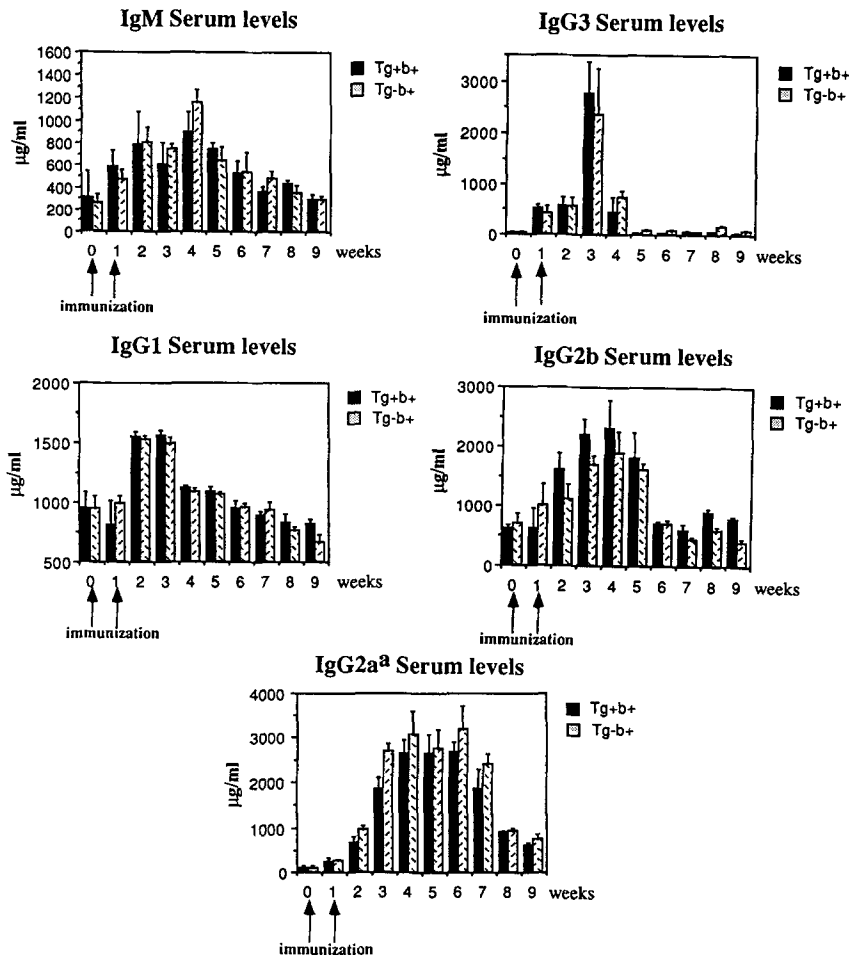 IgM Serum levels
1600
1400
1200
1000
800
600
400
200
0
µg/ml
Tg+b+
Tg-b+
0 1 2 3 4 5 6 7 8 9 weeks
immunization
IgG3 Serum levels
3000
2000
1000
0
µg/ml
Tg+b+
Tg-b+
0 1 2 3 4 5 6 7 8 9 weeks
immunization
IgG1 Serum levels
2000
1500
1000
500
µg/ml
Tg+b+
Tg-b+
0 1 2 3 4 5 6 7 8 9 weeks
immunization
IgG2b Serum levels
3000
2000
1000
0
µg/ml
Tg+b+
Tg-b+
0 1 2 3 4 5 6 7 8 9 weeks
immunization
IgG2aª Serum levels
4000
3000
2000
1000
0
µg/ml
Tg+b+
Tg-b+
0 1 2 3 4 5 6 7 8 9 weeks
immunization